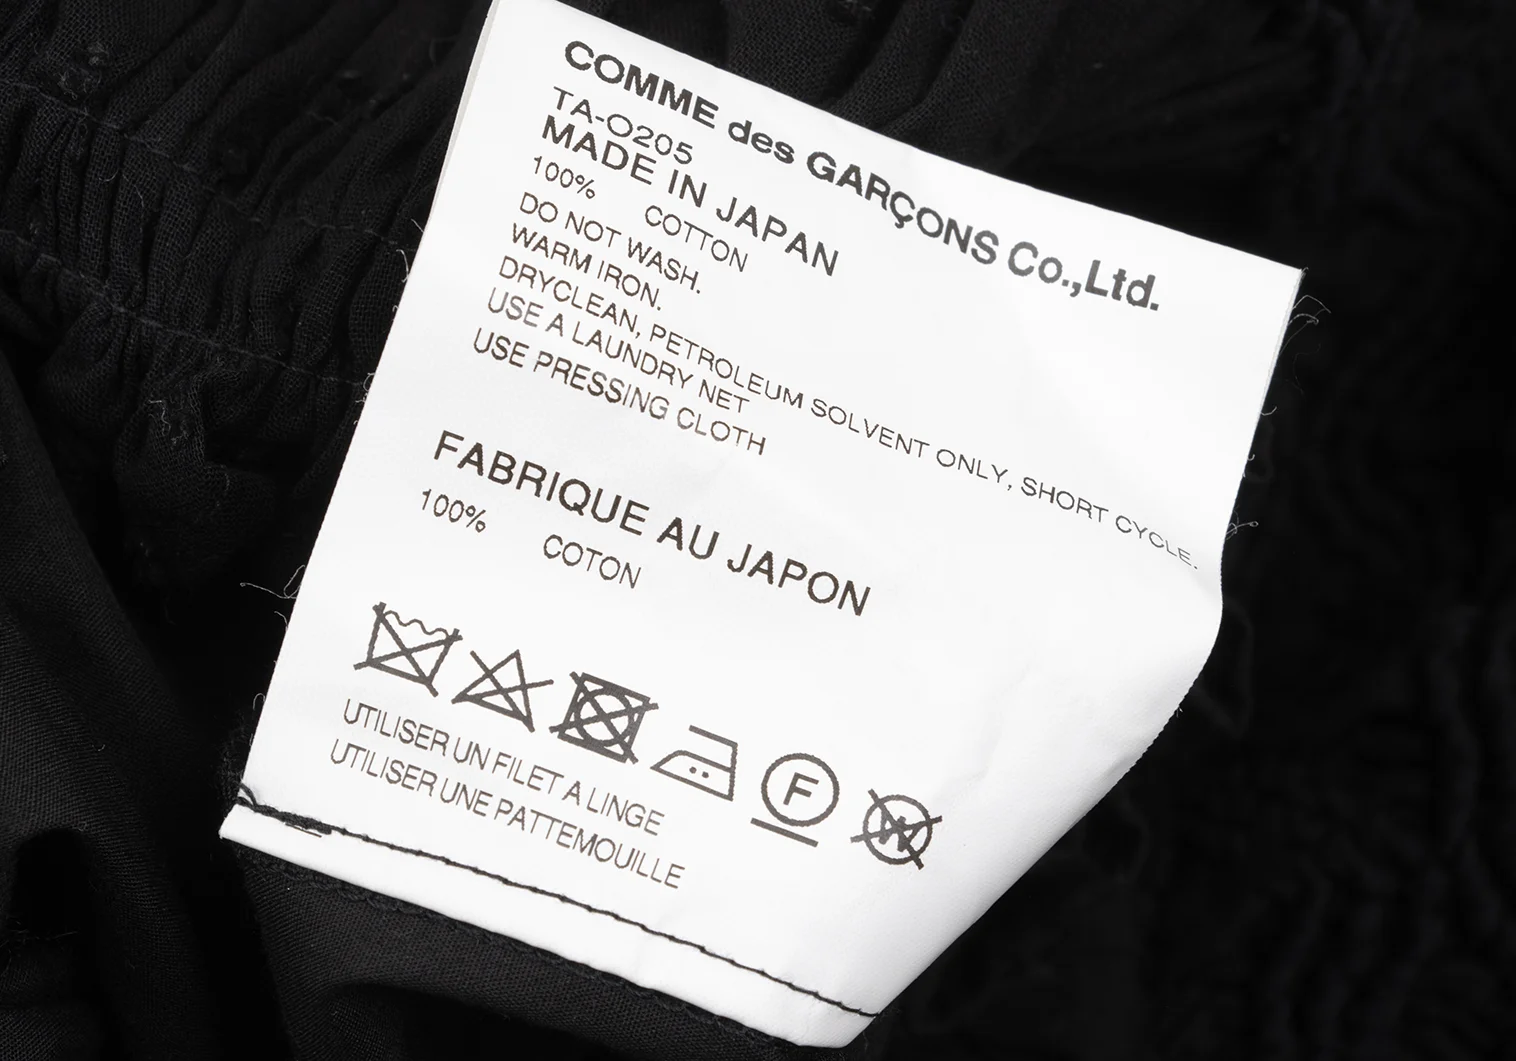 COMME des GARÇONS Co.,Ltd.
TA-O205
MADE IN JAPAN
100% COTTON
DO NOT WASH.
WARM IRON.
DRYCLEAN, PETROLEUM SOLVENT ONLY, SHORT CYCLE.
USE A LAUNDRY NET
USE PRESSING CLOTH
FABRIQUE AU JAPON
100% COTON
F W
UTILISER UN FILET A LINGE
UTILISER UNE PATTEMOUILLE